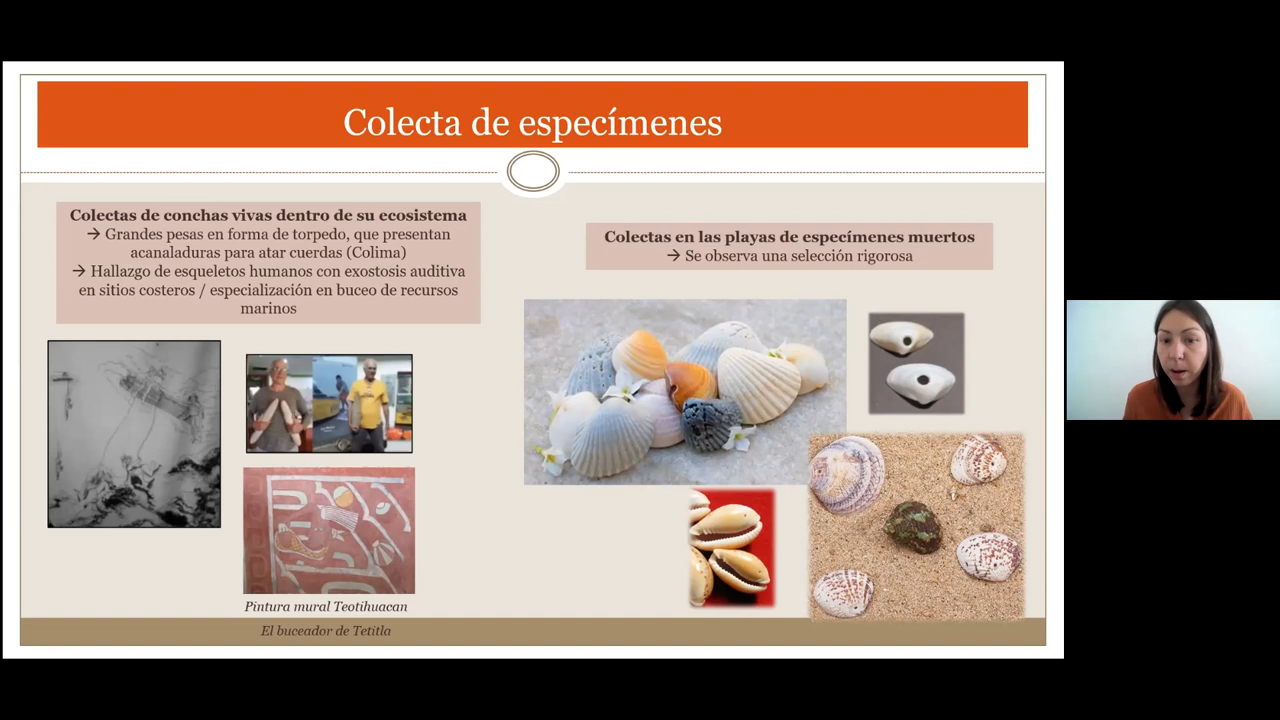 Colecta de especímenes
Colectas de conchas vivas dentro de su ecosistema
→ Grandes pesas en forma de torpedo, que presentan
acanaladuras para atar cuerdas (Colima)
→ Hallazgo de esqueletos humanos con exostosis auditiva
en sitios costeros / especialización en buceo de recursos
marinos
Colectas en las playas de especímenes muertos
→ Se observa una selección rigorosa
Pintura mural Teotihuacan
El buceador de Tetitla